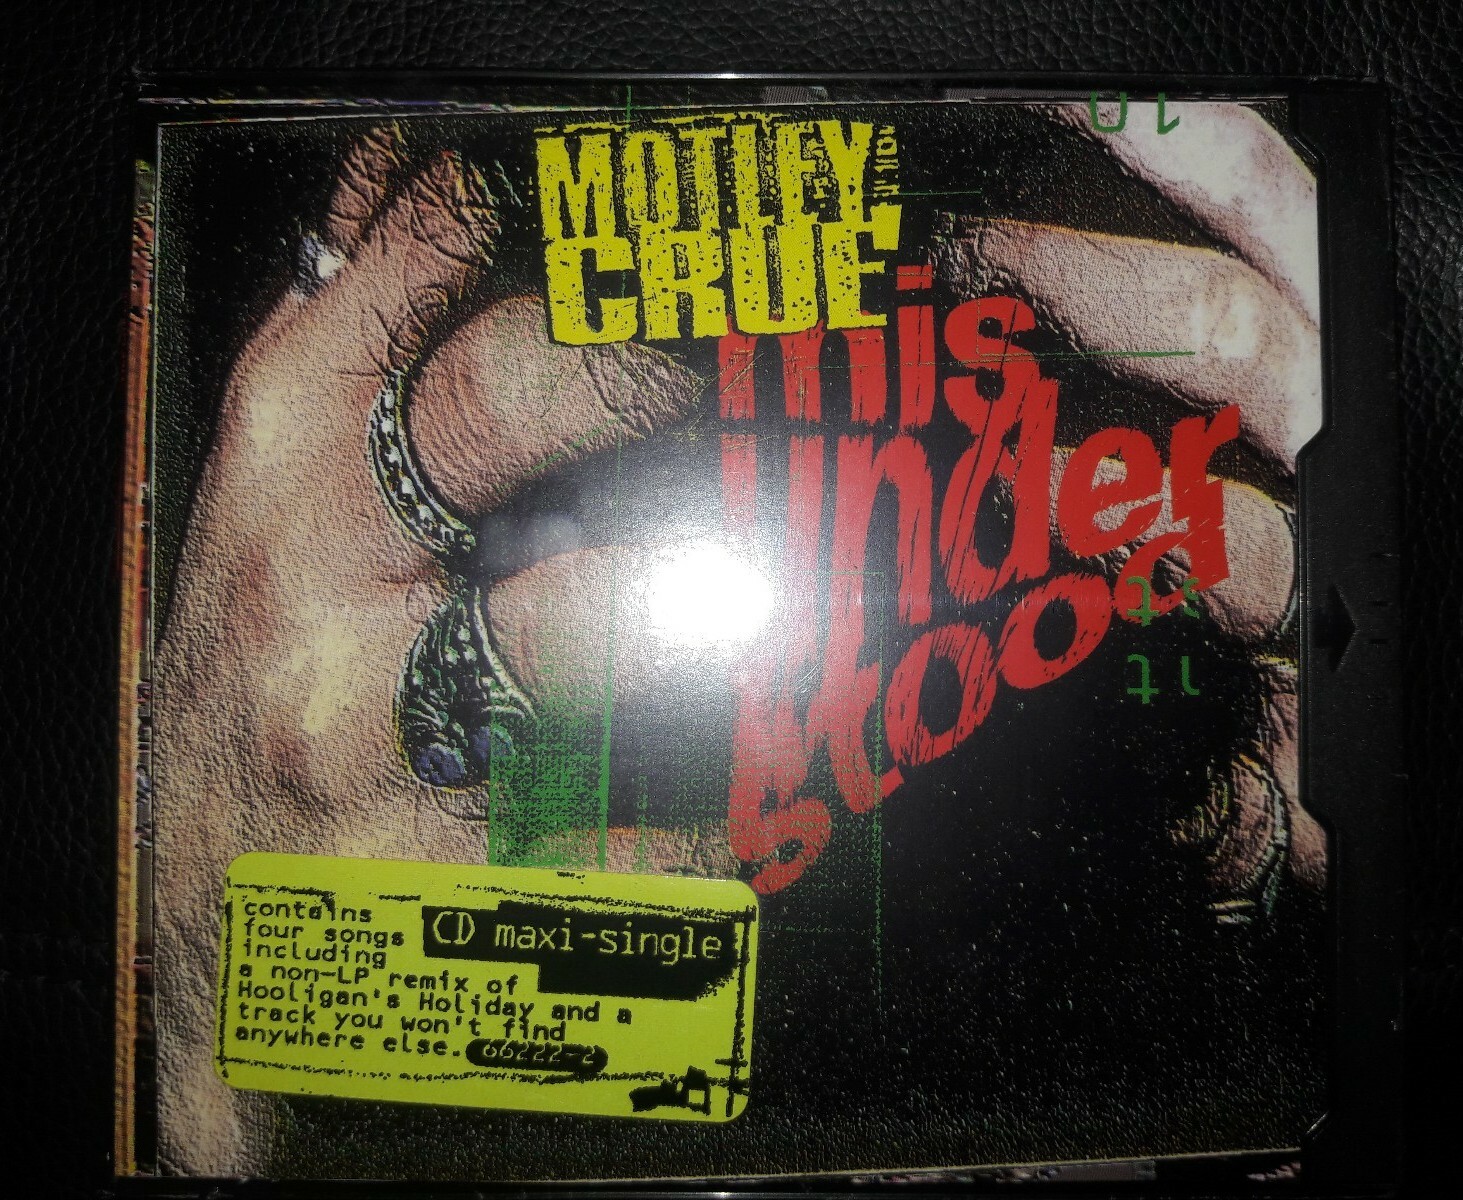 MOTLEY
CRUE
mis
under
stood
contains
four songs
including
a non-LP remix of
Hooligan's Holiday and a
track you won't find
anywhere else. 66222-2
CD maxi-single